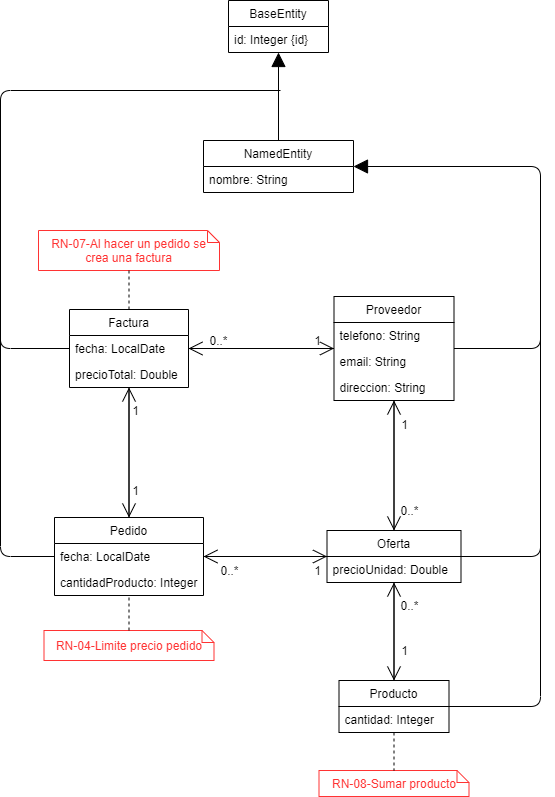 BaseEntity
id: Integer {id}
NamedEntity
nombre: String
RN-07-Al hacer un pedido se
crea una factura
Factura
fecha: LocalDate
precioTotal: Double
0..*
1
Proveedor
telefono: String
email: String
direccion: String
1
1
1
0..*
Pedido
fecha: LocalDate
cantidadProducto: Integer
0..*
1
Oferta
precioUnidad: Double
0..*
1
RN-04-Limite precio pedido
Producto
cantidad: Integer
RN-08-Sumar producto